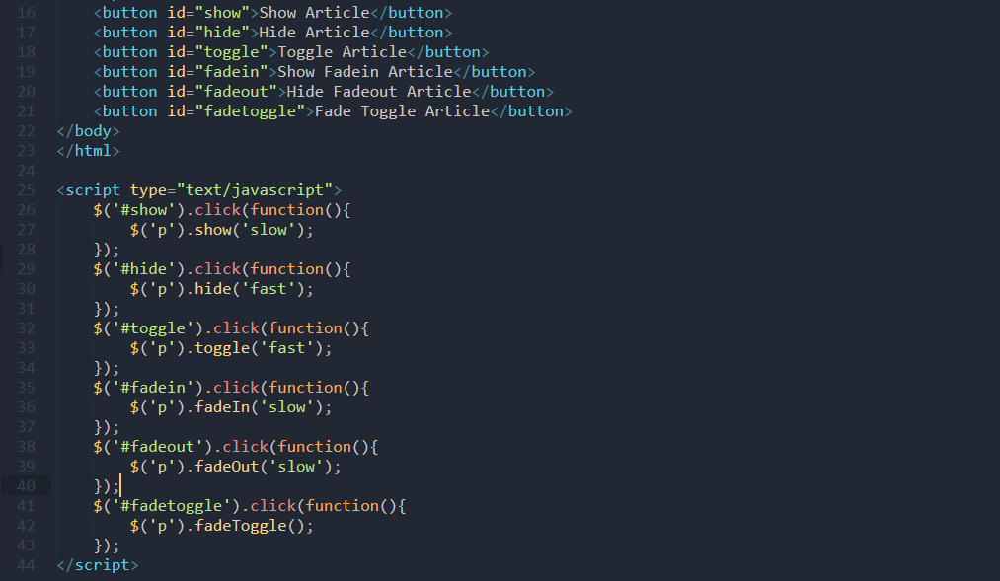 16     <button id="show">Show Article</button>
17     <button id="hide">Hide Article</button>
18     <button id="toggle">Toggle Article</button>
19     <button id="fadein">Show Fadein Article</button>
20     <button id="fadeout">Hide Fadeout Article</button>
21     <button id="fadetoggle">Fade Toggle Article</button>
22 </body>
23 </html>
24
25 <script type="text/javascript">
26     $('#show').click(function(){
27         $('p').show('slow');
28     });
29     $('#hide').click(function(){
30         $('p').hide('fast');
31     });
32     $('#toggle').click(function(){
33         $('p').toggle('fast');
34     });
35     $('#fadein').click(function(){
36         $('p').fadeIn('slow');
37     });
38     $('#fadeout').click(function(){
39         $('p').fadeOut('slow');
40     });
41     $('#fadetoggle').click(function(){
42         $('p').fadeToggle();
43     });
44 </script>